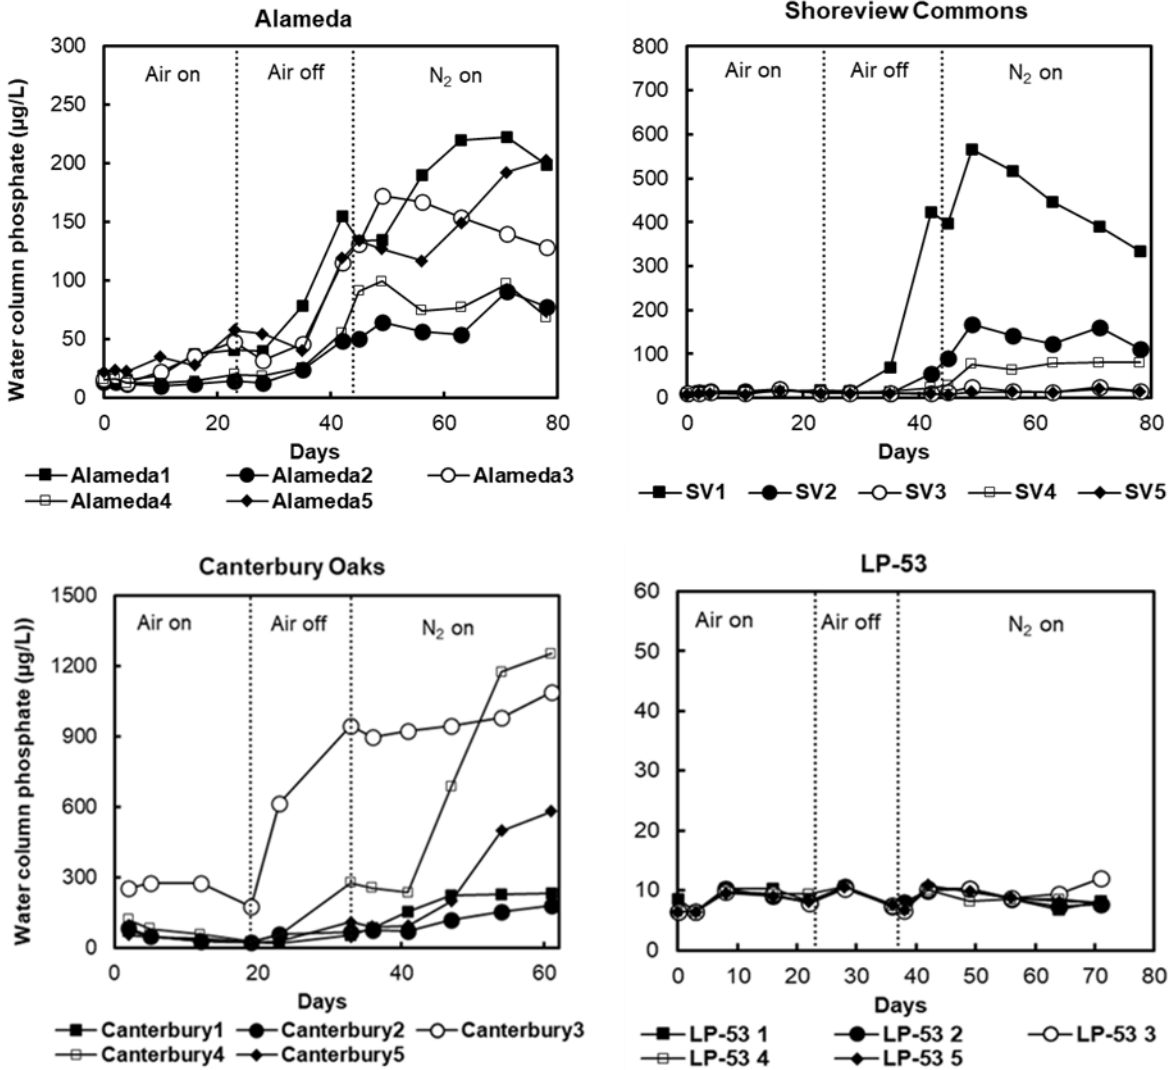 Alameda
Water column phosphate (µg/L)
300
250
200
150
100
50
0
Air on
Air off
N₂ on
0 20 40 60 80
Days
Alameda1 Alameda2 Alameda3
Alameda4 Alameda5
Shoreview Commons
800
700
600
500
400
300
200
100
0
Air on
Air off
N₂ on
0 20 40 60 80
Days
SV1 SV2 SV3 SV4 SV5
Canterbury Oaks
Water column phosphate (µg/L))
1500
1200
900
600
300
0
Air on
Air off
N₂ on
0 20 40 60
Days
Canterbury1 Canterbury2 Canterbury3
Canterbury4 Canterbury5
LP-53
60
50
40
30
20
10
0
Air on
Air off
N₂ on
0 10 20 30 40 50 60 70 80
Days
LP-53 1 LP-53 2 LP-53 3
LP-53 4 LP-53 5